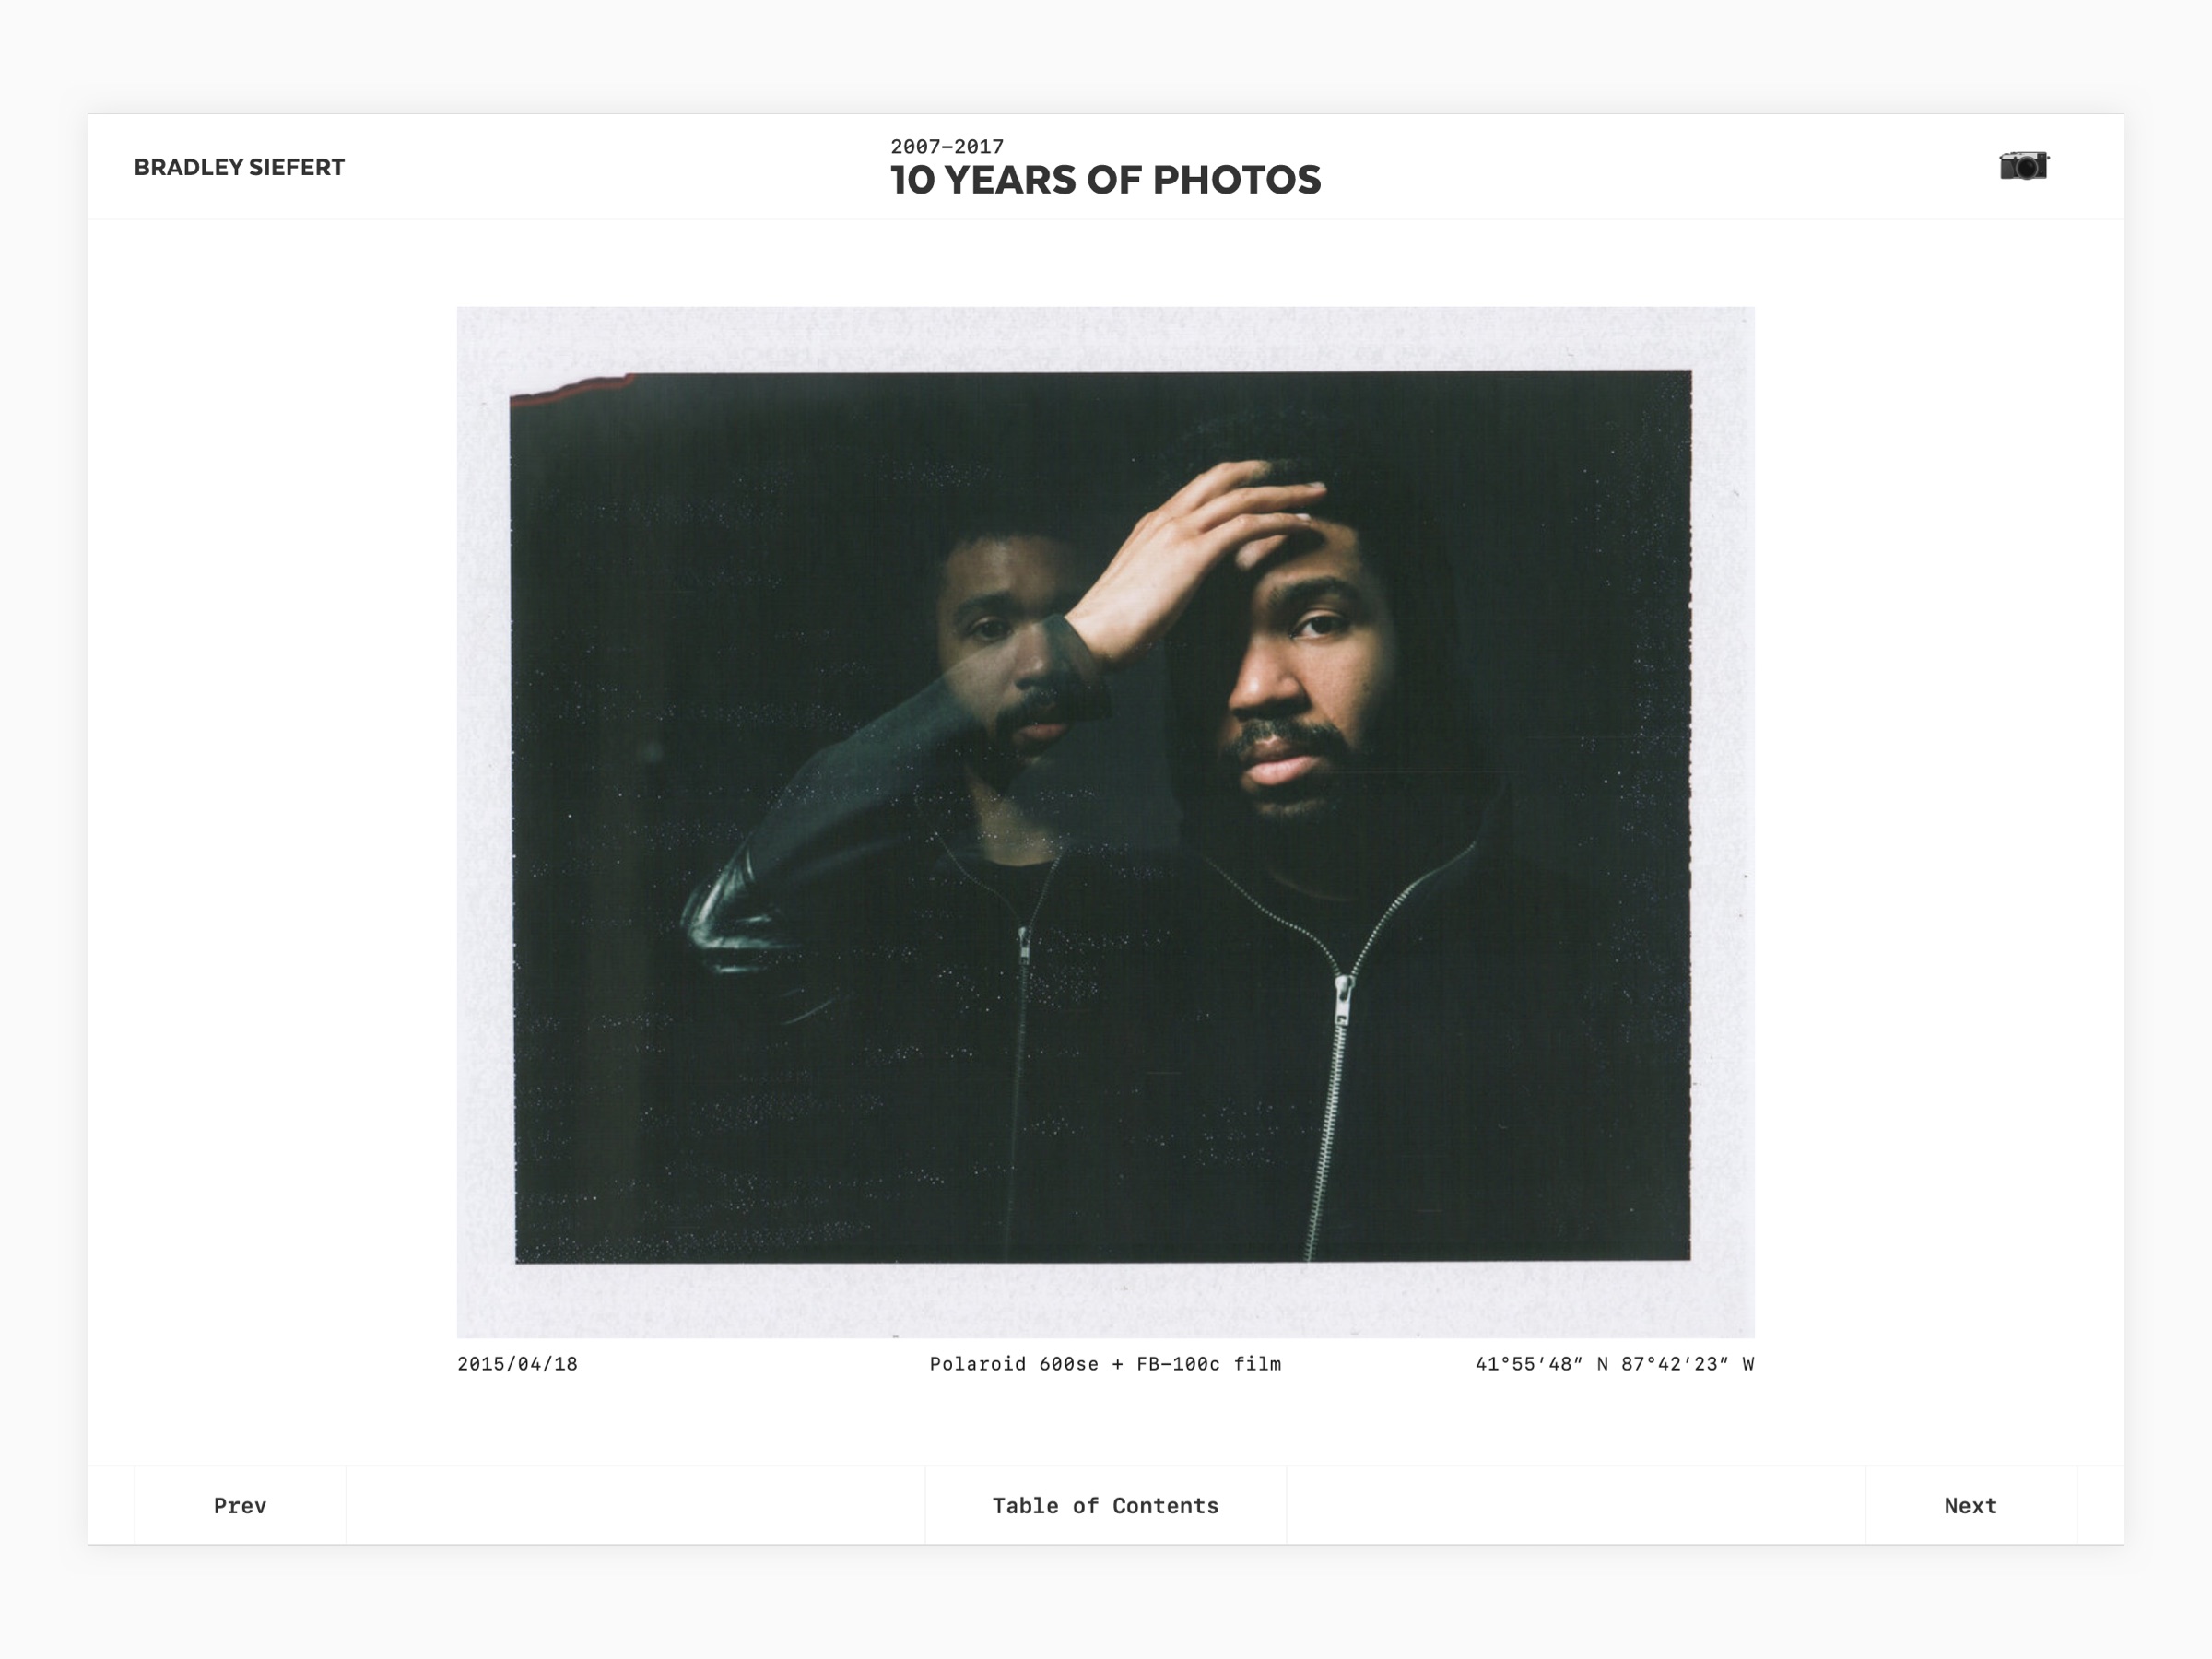 BRADLEY SIEFERT
2007–2017
10 YEARS OF PHOTOS
2015/04/18
Polaroid 600se + FB-100c film
41°55′48″ N 87°42′23″ W
Prev
Table of Contents
Next